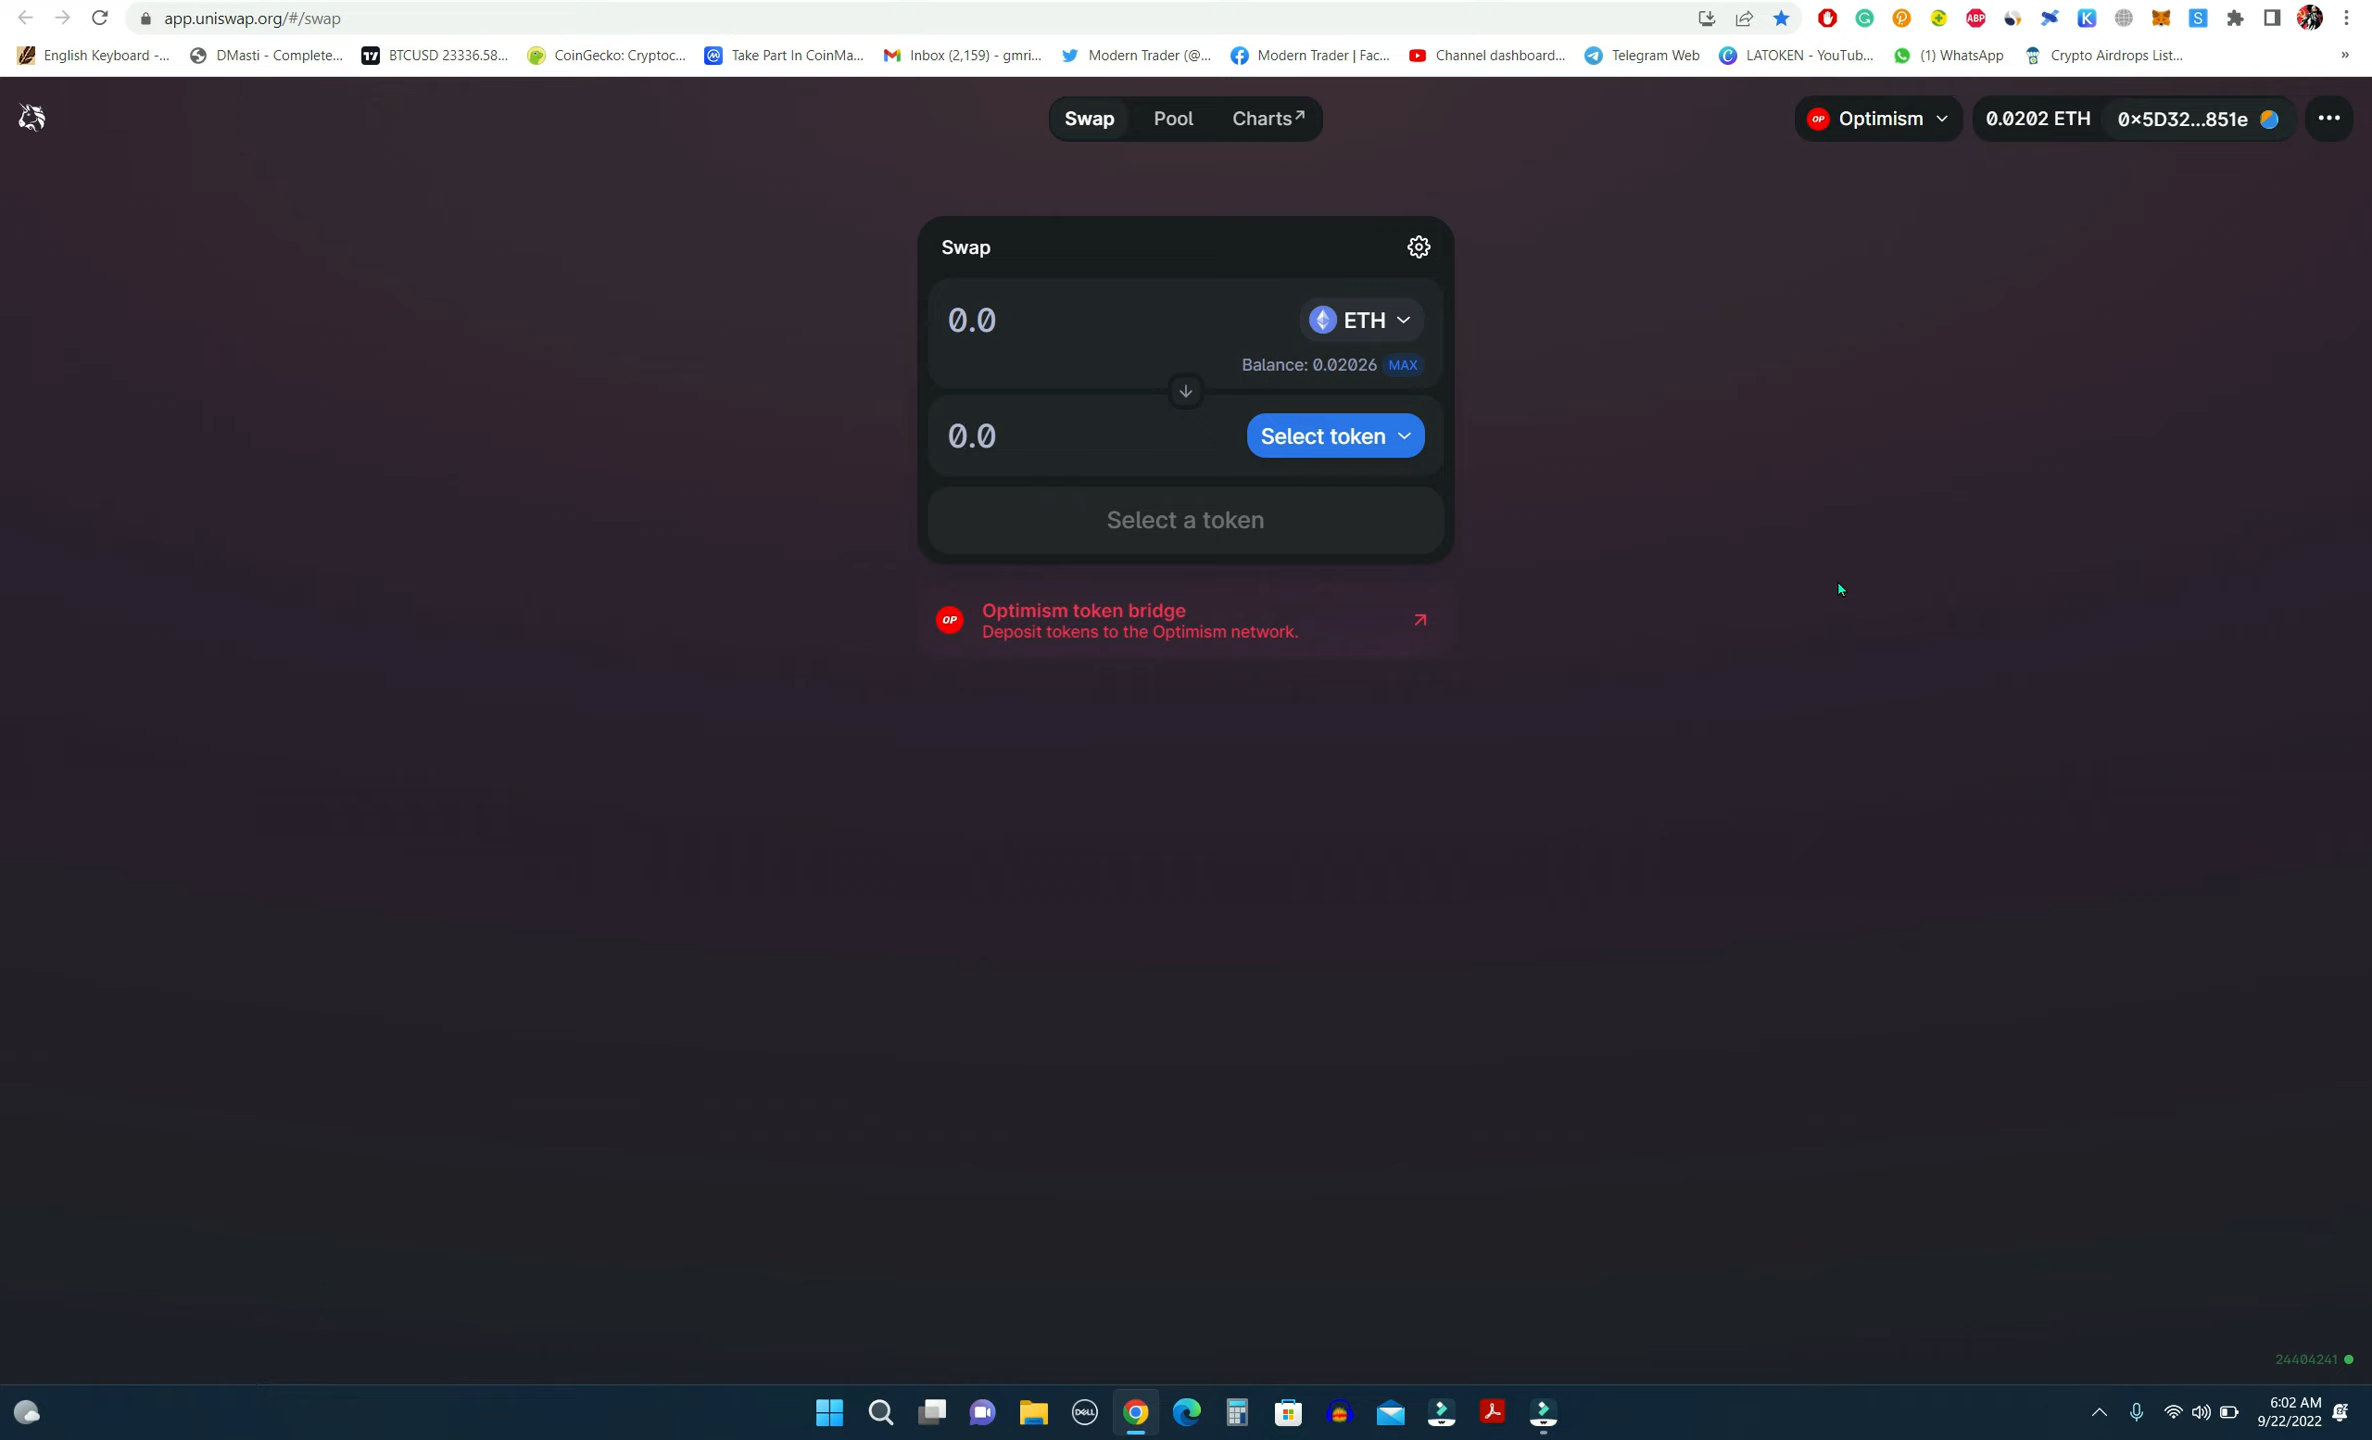 app.uniswap.org/#/swap
English Keyboard -... DMasti - Complete... BTCUSD 23336.58... CoinGecko: Cryptoc... Take Part In CoinMa... Inbox (2,159) - gmri... Modern Trader (@... Modern Trader | Fac... Channel dashboard... Telegram Web LATOKEN - YouTub... (1) WhatsApp Crypto Airdrops List... »
Swap Pool Charts↗ OP Optimism 0.0202 ETH 0x5D32...851e
Swap
0.0 ETH
Balance: 0.02026 MAX
0.0 Select token
Select a token
OP Optimism token bridge
Deposit tokens to the Optimism network.
24404241
DELL
6:02 AM
9/22/2022